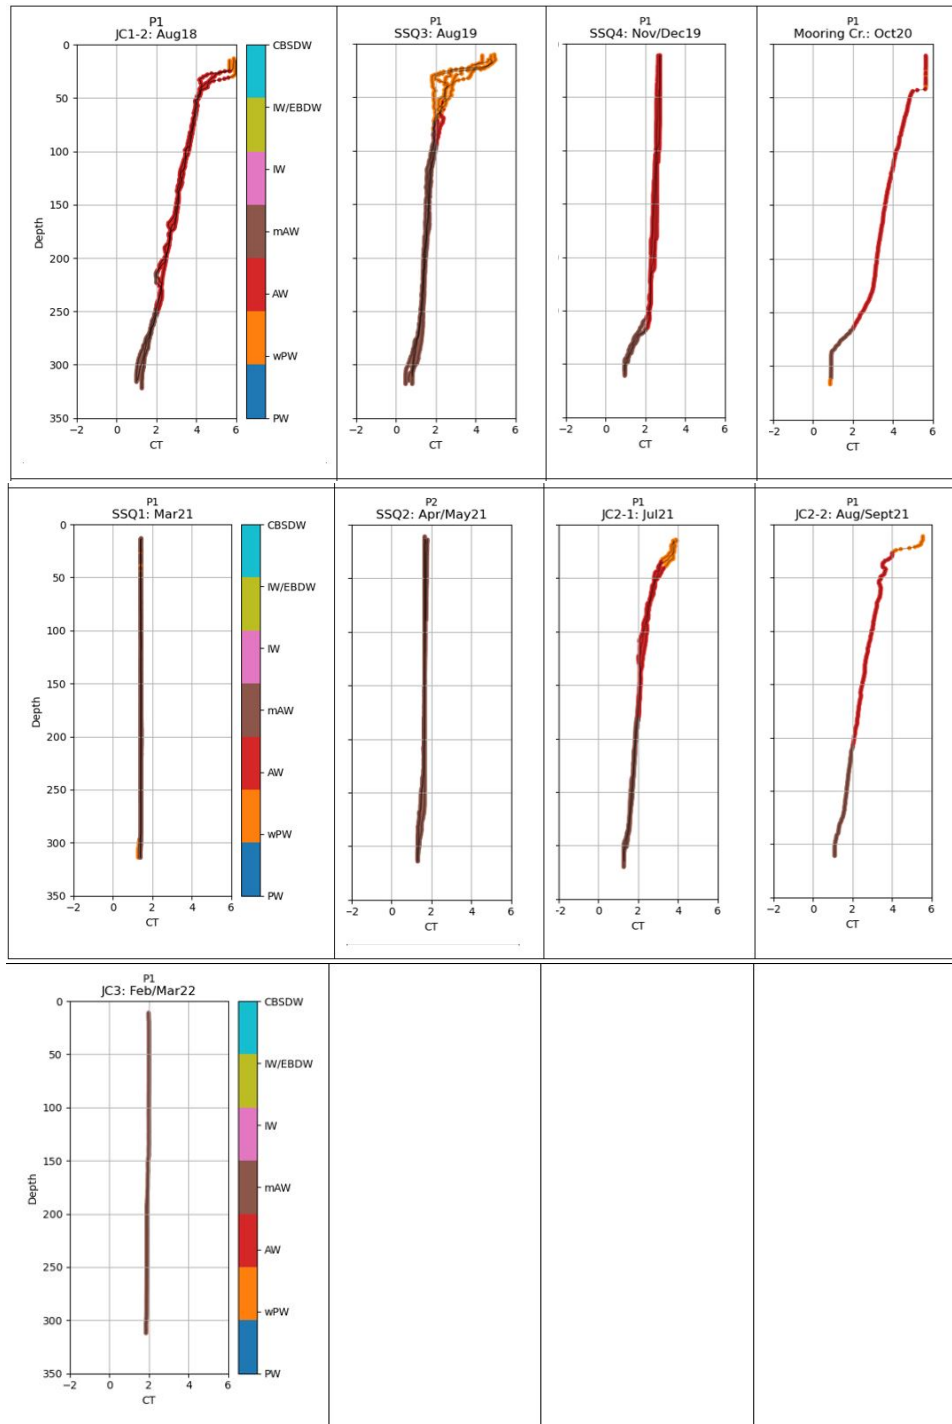 P1
JC1-2: Aug18
0
50
100
150
200
250
300
350
Depth
−2
0
2
4
6
CT
CBSDW
IW/EBDW
IW
mAW
AW
wPW
PW
P1
SSQ3: Aug19
−2
0
2
4
6
CT
P1
SSQ4: Nov/Dec19
−2
0
2
4
6
CT
P1
Mooring Cr.: Oct20
−2
0
2
4
6
CT
P1
SSQ1: Mar21
0
50
100
150
200
250
300
350
Depth
−2
0
2
4
6
CT
CBSDW
IW/EBDW
IW
mAW
AW
wPW
PW
P2
SSQ2: Apr/May21
−2
0
2
4
6
CT
P1
JC2-1: Jul21
−2
0
2
4
6
CT
P1
JC2-2: Aug/Sept21
−2
0
2
4
6
CT
P1
JC3: Feb/Mar22
0
50
100
150
200
250
300
350
Depth
−2
0
2
4
6
CT
CBSDW
IW/EBDW
IW
mAW
AW
wPW
PW